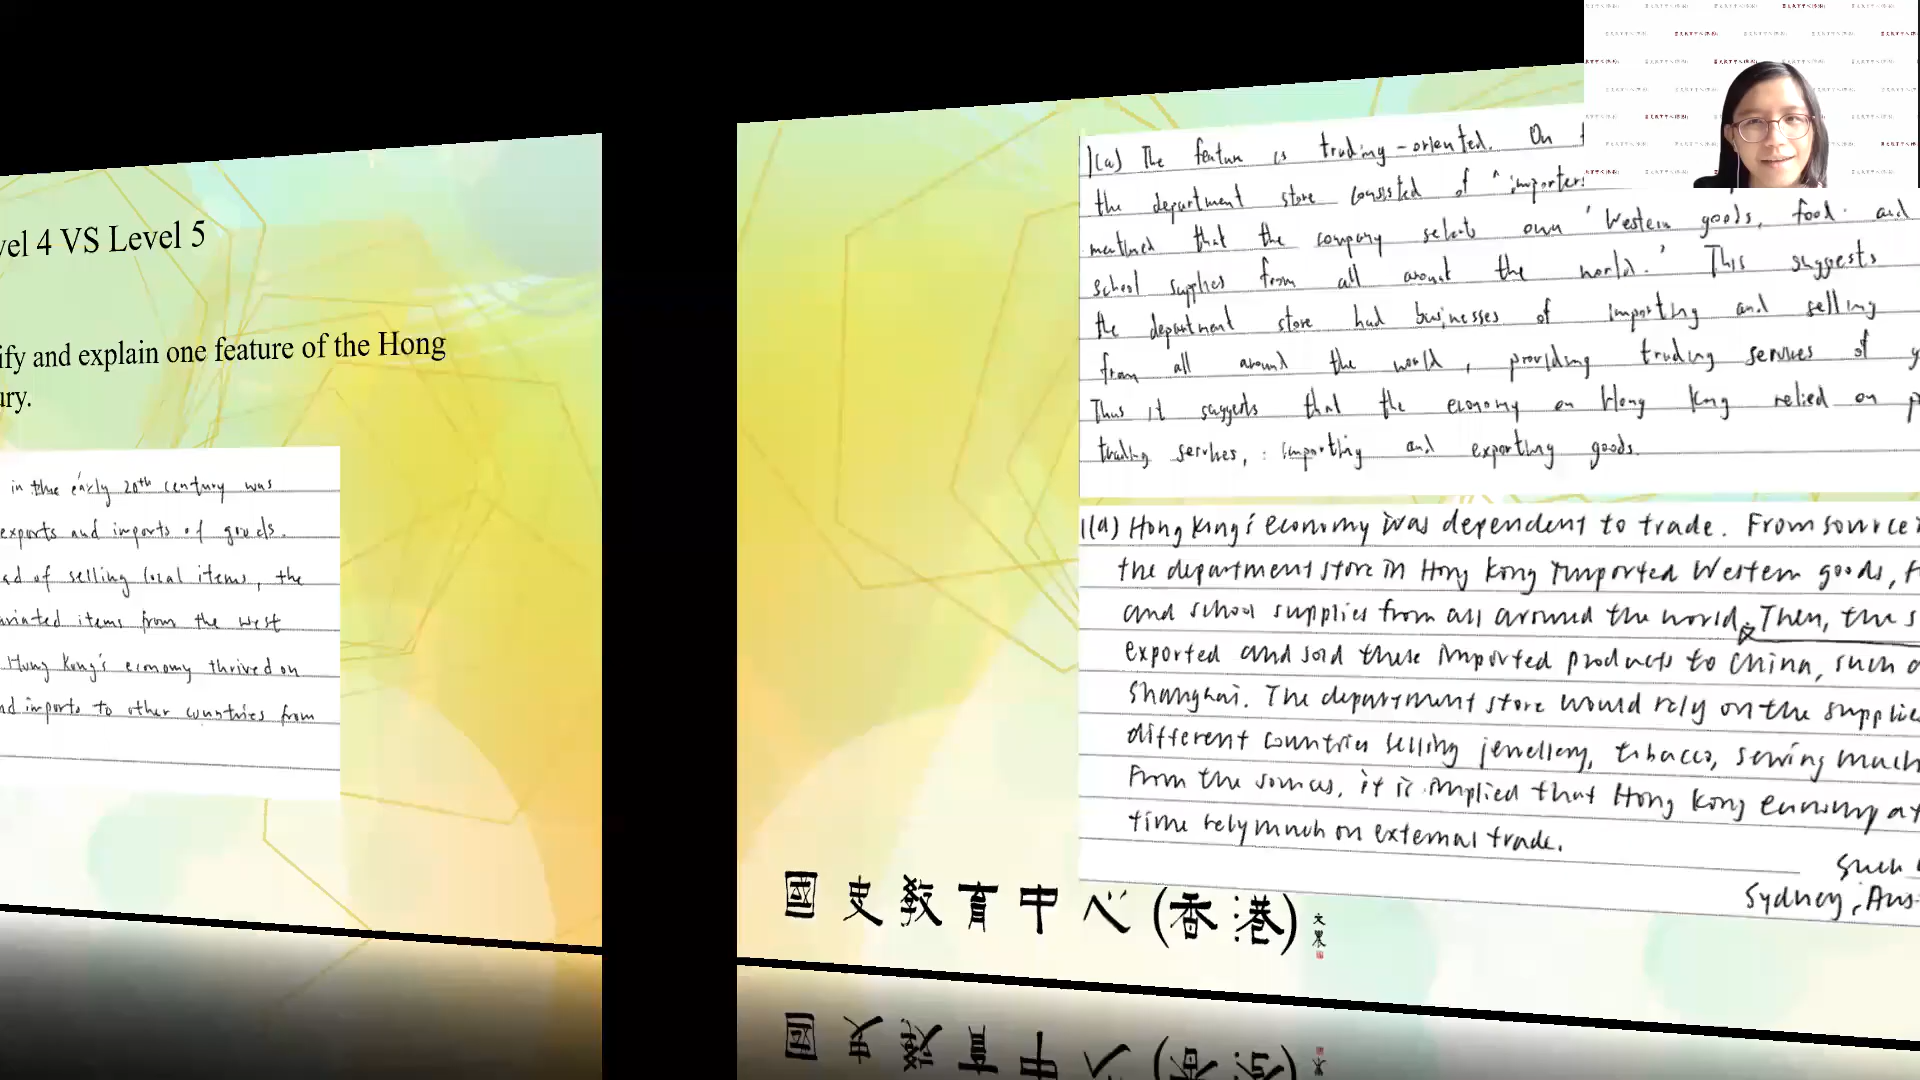 vel 4 VS Level 5
ify and explain one feature of the Hong
ury.
in the early 20th century was
exports and imports of goods.
ad of selling local items, the
items from the west
Hong Kong's economy thrived on
nd imports to other countries from
1(a) The feature is trading-oriented. On
the department store consisted of "importers
mentioned that the company selects own 'Western goods, food and
school supplies from all around the world.' This suggests
the department store had businesses of importing and selling
from all around the world, providing trading services of
Thus it suggests that the economy on Hong Kong relied on
trading services, importing and exporting goods.
1(a) Hong Kong's economy was dependent to trade. From source
the department store in Hong Kong imported Western goods, f
and school supplies from all around the world. Then, the s
exported and sold these imported products to China, such a
Shanghai. The department store would rely on the supplie
different countries selling jewellery, tobacco, sewing mach
From the sources, it is implied that Hong Kong economy at
time rely much on external trade.
such
Sydney, Aus
國史教育中心(香港)